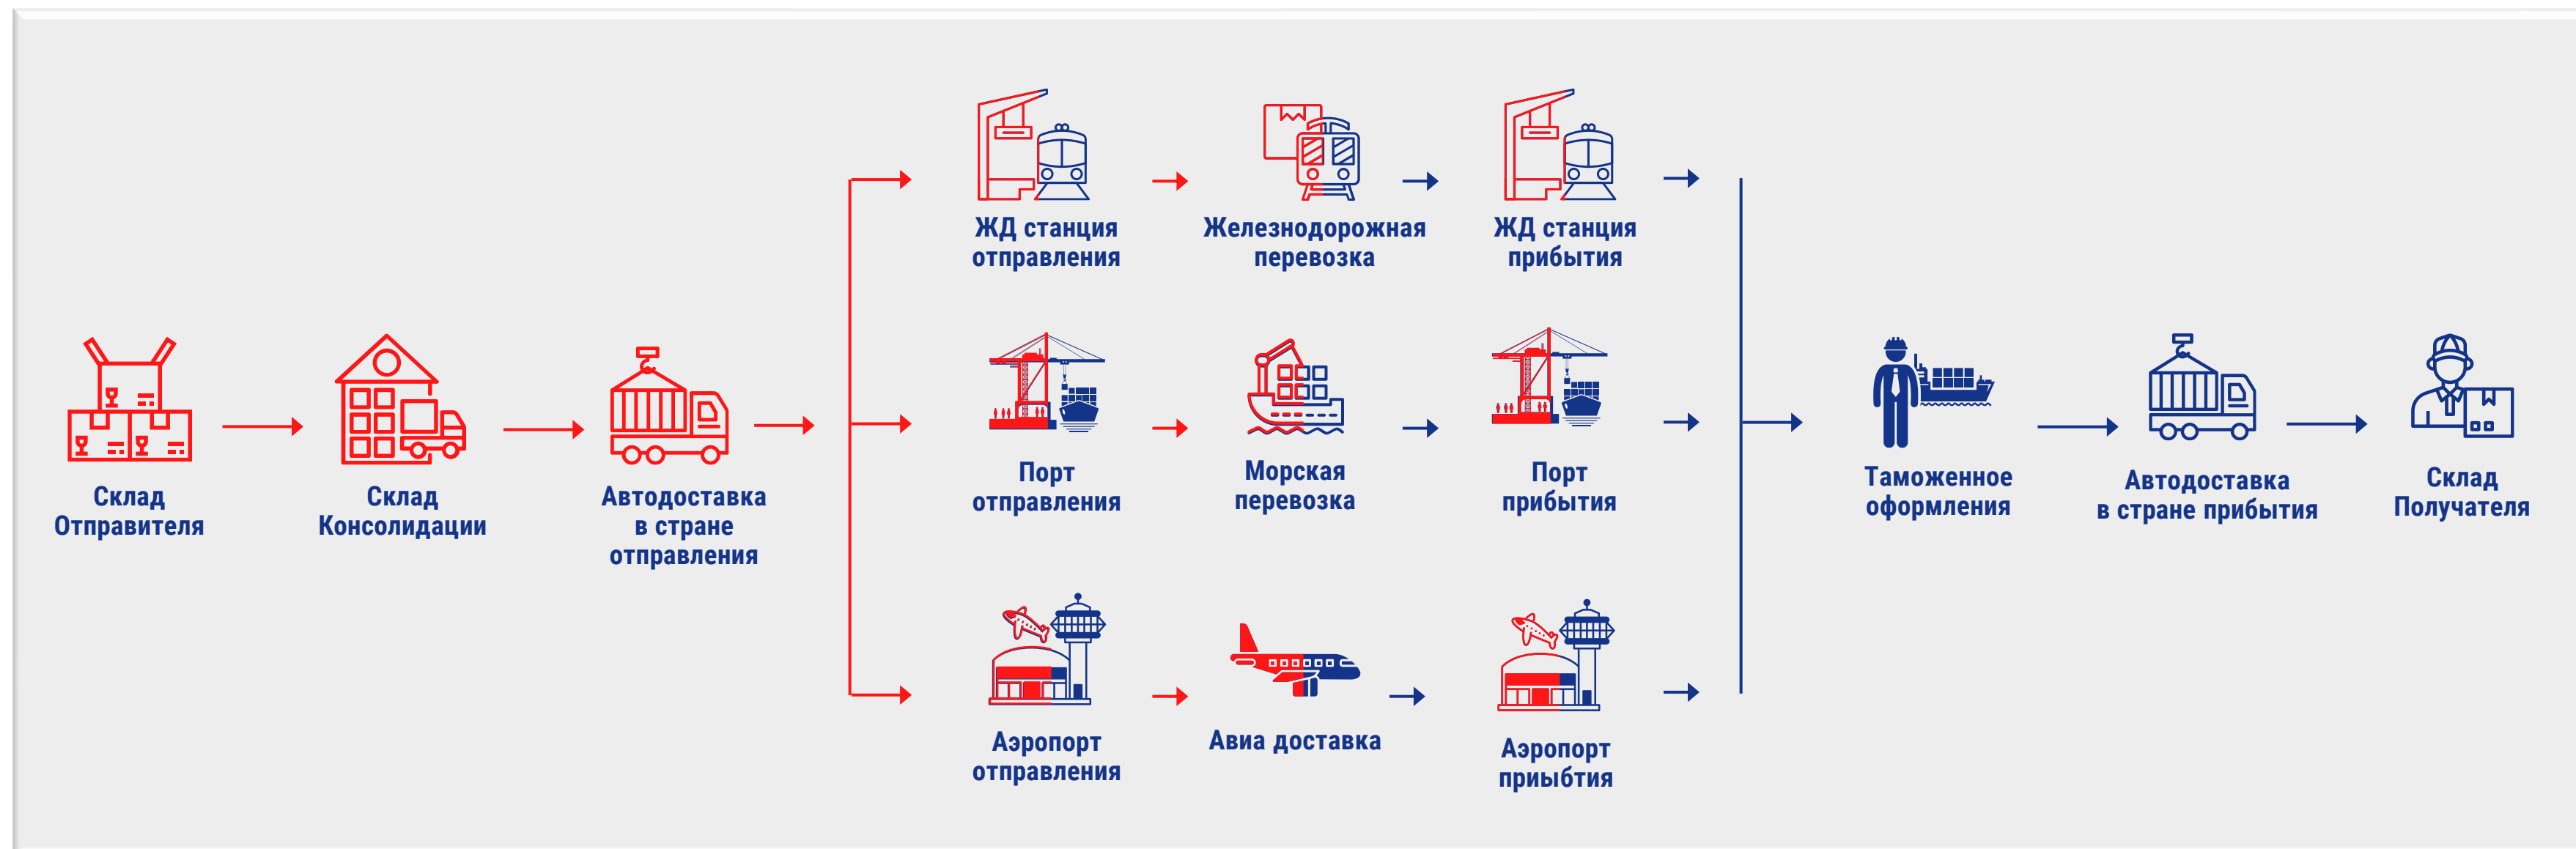 Склад
Отправителя
Склад
Консолидации
Автодоставка
в стране
отправления
ЖД станция
отправления
Железнодорожная
перевозка
ЖД станция
прибытия
Порт
отправления
Морская
перевозка
Порт
прибытия
Аэропорт
отправления
Авиа доставка
Аэропорт
приыбтия
Таможенное
оформления
Автодоставка
в стране прибытия
Склад
Получателя